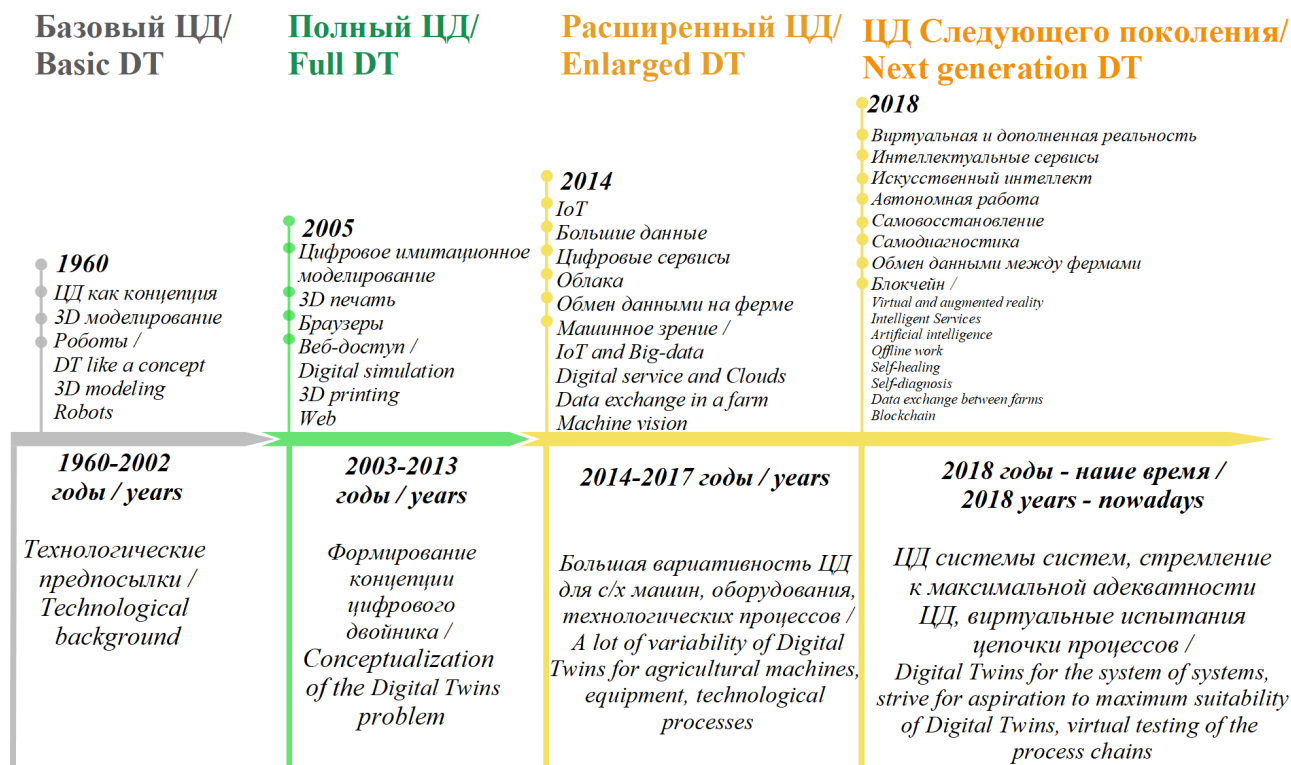 Базовый ЦД/
Basic DT
Полный ЦД/
Full DT
Расширенный ЦД/
Enlarged DT
ЦД Следующего поколения/
Next generation DT
1960
ЦД как концепция
3D моделирование
Роботы /
DT like a concept
3D modeling
Robots
2005
Цифровое имитационное
моделирование
3D печать
Браузеры
Веб-доступ /
Digital simulation
3D printing
Web
2014
IoT
Большие данные
Цифровые сервисы
Облака
Обмен данными на ферме
Машинное зрение /
IoT and Big-data
Digital service and Clouds
Data exchange in a farm
Machine vision
2018
Виртуальная и дополненная реальность
Интеллектуальные сервисы
Искусственный интеллект
Автономная работа
Самовосстановление
Самодиагностика
Обмен данными между фермами
Блокчейн /
Virtual and augmented reality
Intelligent Services
Artificial intelligence
Offline work
Self-healing
Self-diagnosis
Data exchange between farms
Blockchain
1960-2002
годы / years
Технологические
предпосылки /
Technological
background
2003-2013
годы / years
Формирование
концепции
цифрового
двойника /
Conceptualization
of the Digital Twins
problem
2014-2017 годы / years
Большая вариативность ЦД
для с/х машин, оборудования,
технологических процессов /
A lot of variability of Digital
Twins for agricultural machines,
equipment, technological
processes
2018 годы - наше время /
2018 years - nowadays
ЦД системы систем, стремление
к максимальной адекватности
ЦД, виртуальные испытания
цепочки процессов /
Digital Twins for the system of systems,
strive for aspiration to maximum suitability
of Digital Twins, virtual testing of the
process chains